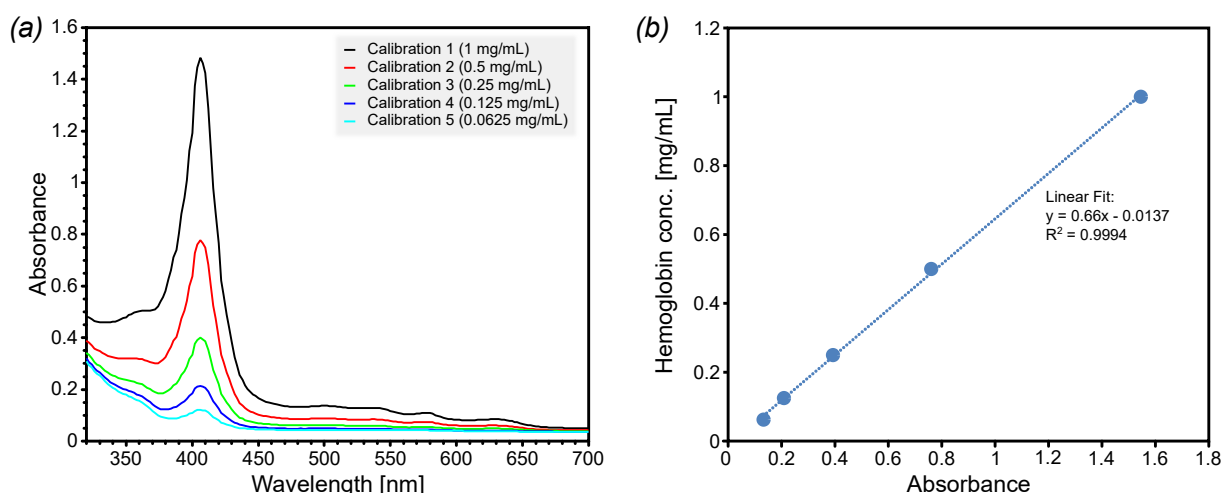 (a)
1.6
1.4
1.2
1
0.8
0.6
0.4
0.2
0
Absorbance
Calibration 1 (1 mg/mL)
Calibration 2 (0.5 mg/mL)
Calibration 3 (0.25 mg/mL)
Calibration 4 (0.125 mg/mL)
Calibration 5 (0.0625 mg/mL)
350 400 450 500 550 600 650 700
Wavelength [nm]
(b)
1.2
1
0.8
0.6
0.4
0.2
0
Hemoglobin conc. [mg/mL]
Linear Fit:
y = 0.66x - 0.0137
R² = 0.9994
0 0.2 0.4 0.6 0.8 1 1.2 1.4 1.6 1.8
Absorbance